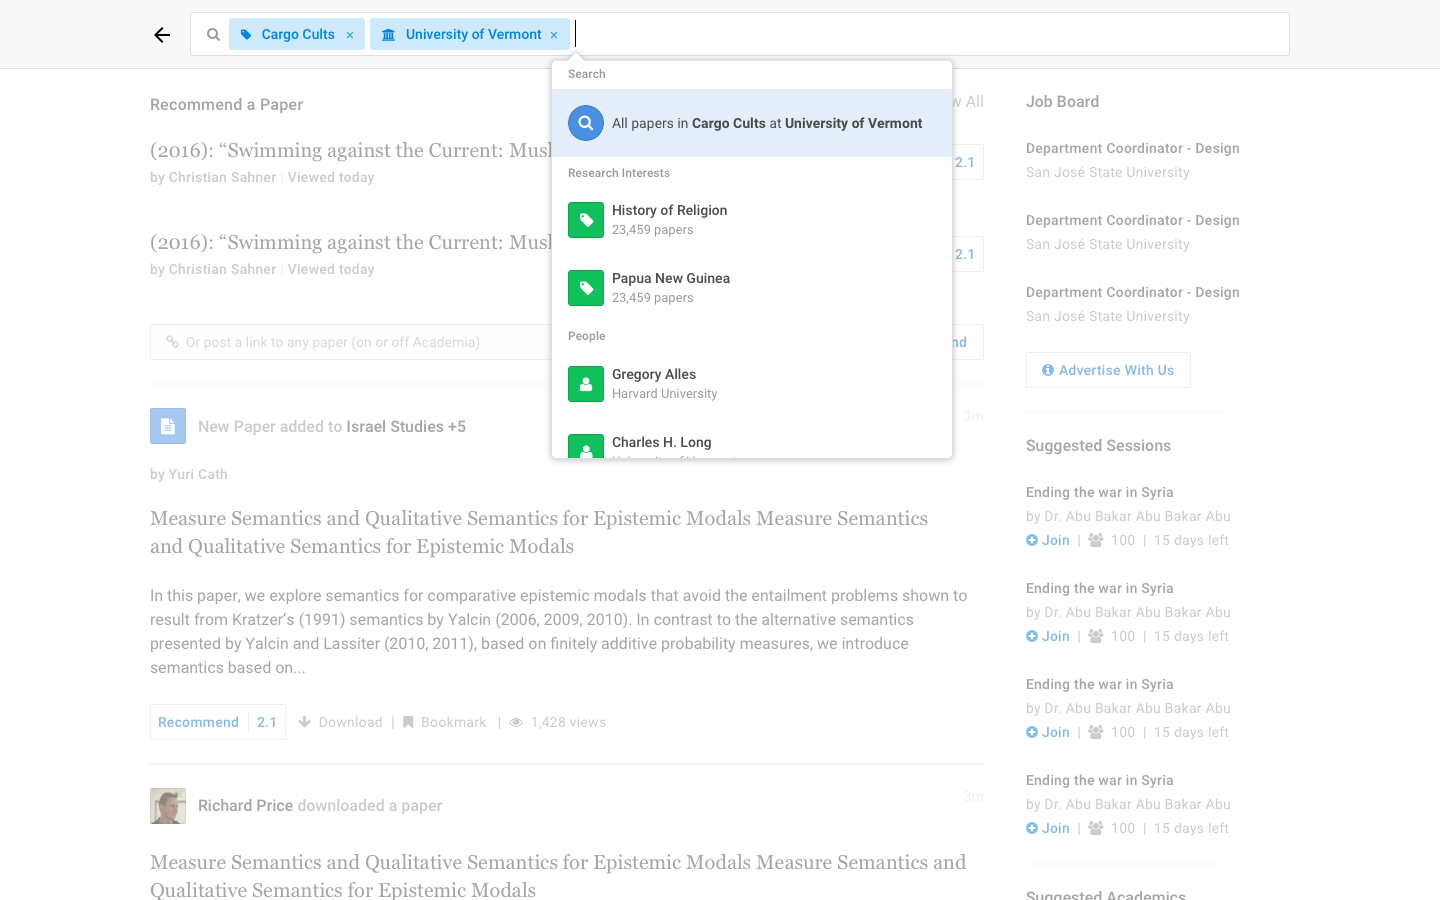 Cargo Cults ×
University of Vermont ×
Search
All papers in Cargo Cults at University of Vermont
Research Interests
History of Religion
23,459 papers
Papua New Guinea
23,459 papers
People
Gregory Alles
Harvard University
Charles H. Long
Recommend a Paper
All
(2016): “Swimming against the Current:
by Christian Sahner | Viewed today
2.1
(2016): “Swimming against the Current:
by Christian Sahner | Viewed today
2.1
Or post a link to any paper (on or off Academia)
New Paper added to Israel Studies +5
3m
by Yuri Cath
Measure Semantics and Qualitative Semantics for Epistemic Modals Measure Semantics
and Qualitative Semantics for Epistemic Modals
In this paper, we explore semantics for comparative epistemic modals that avoid the entailment problems shown to
result from Kratzer’s (1991) semantics by Yalcin (2006, 2009, 2010). In contrast to the alternative semantics
presented by Yalcin and Lassiter (2010, 2011), based on finitely additive probability measures, we introduce
semantics based on...
Recommend | 2.1 Download | Bookmark | 1,428 views
Richard Price downloaded a paper
3m
Measure Semantics and Qualitative Semantics for Epistemic Modals Measure Semantics and
Qualitative Semantics for Epistemic Modals
Job Board
Department Coordinator - Design
San José State University
Department Coordinator - Design
San José State University
Department Coordinator - Design
San José State University
Advertise With Us
Suggested Sessions
Ending the war in Syria
by Dr. Abu Bakar Abu Bakar Abu
Join | 100 | 15 days left
Ending the war in Syria
by Dr. Abu Bakar Abu Bakar Abu
Join | 100 | 15 days left
Ending the war in Syria
by Dr. Abu Bakar Abu Bakar Abu
Join | 100 | 15 days left
Ending the war in Syria
by Dr. Abu Bakar Abu Bakar Abu
Join | 100 | 15 days left
Suggested Academics